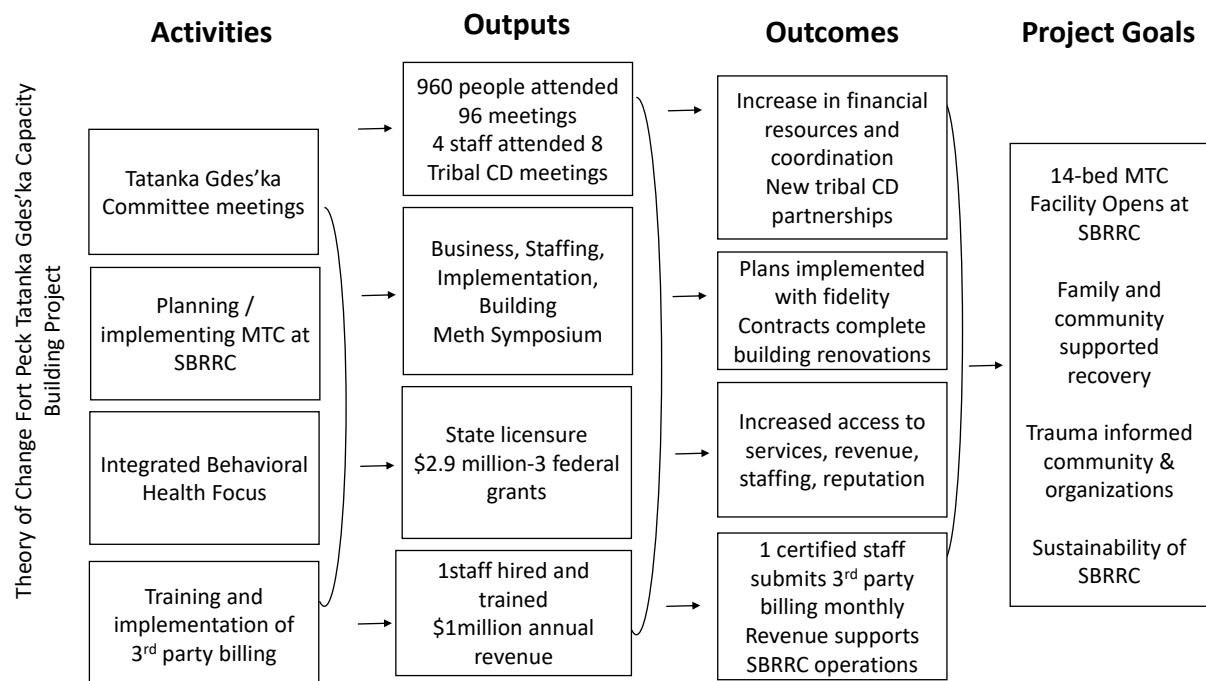 Theory of Change Fort Peck Tatanka Gdes’ka Capacity
Building Project
Activities
Tatanka Gdes’ka
Committee meetings
Planning /
implementing MTC at
SBRRC
Integrated Behavioral
Health Focus
Training and
implementation of
3rd party billing
Outputs
960 people attended
96 meetings
4 staff attended 8
Tribal CD meetings
Business, Staffing,
Implementation,
Building
Meth Symposium
State licensure
$2.9 million-3 federal
grants
1staff hired and
trained
$1million annual
revenue
Outcomes
Increase in financial
resources and
coordination
New tribal CD
partnerships
Plans implemented
with fidelity
Contracts complete
building renovations
Increased access to
services, revenue,
staffing, reputation
1 certified staff
submits 3rd party
billing monthly
Revenue supports
SBRRC operations
Project Goals
14-bed MTC
Facility Opens at
SBRRC
Family and
community
supported
recovery
Trauma informed
community &
organizations
Sustainability of
SBRRC